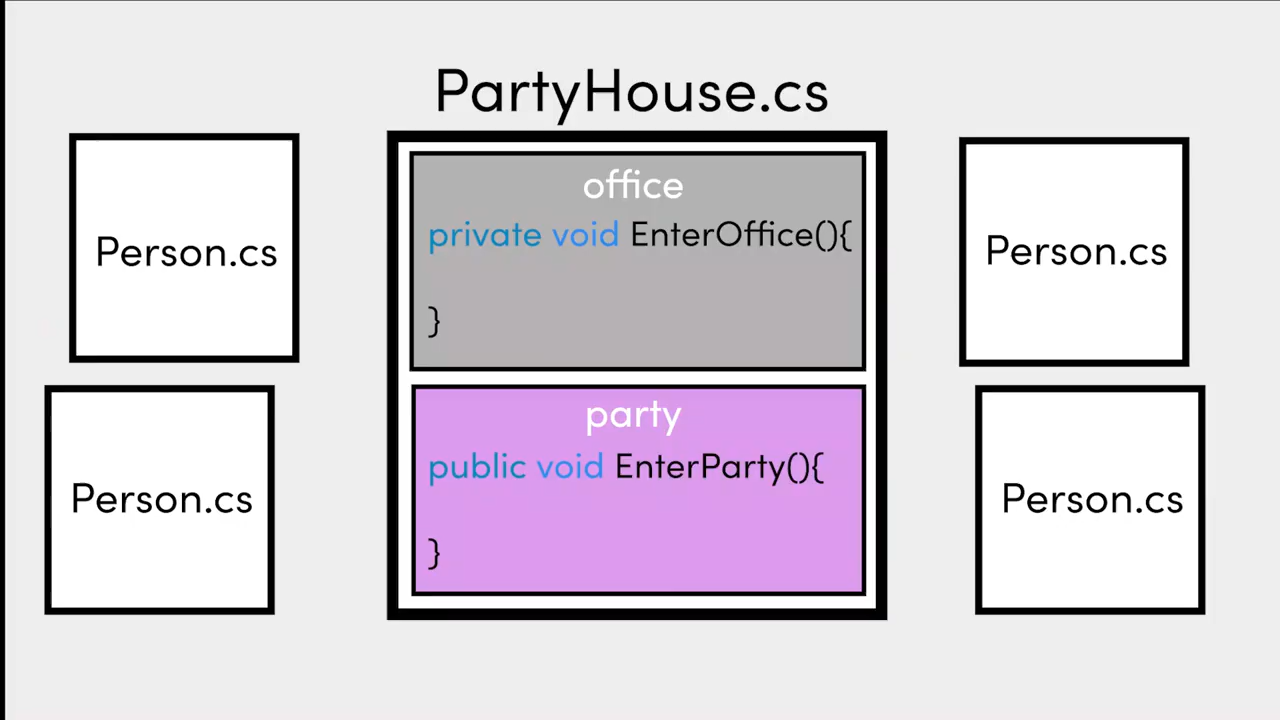 PartyHouse.cs
Person.cs
Person.cs
office
private void EnterOffice(){
}
party
public void EnterParty(){
}
Person.cs
Person.cs